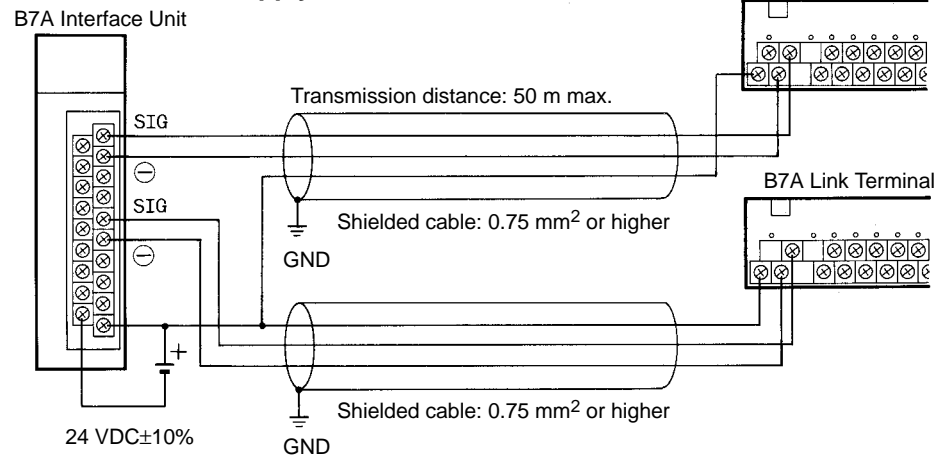 B7A Interface Unit
Transmission distance: 50 m max.
SIG
⊖
B7A Link Terminal
SIG
Shielded cable: 0.75 mm2 or higher
⊖
GND
+
Shielded cable: 0.75 mm2 or higher
24 VDC±10%
GND